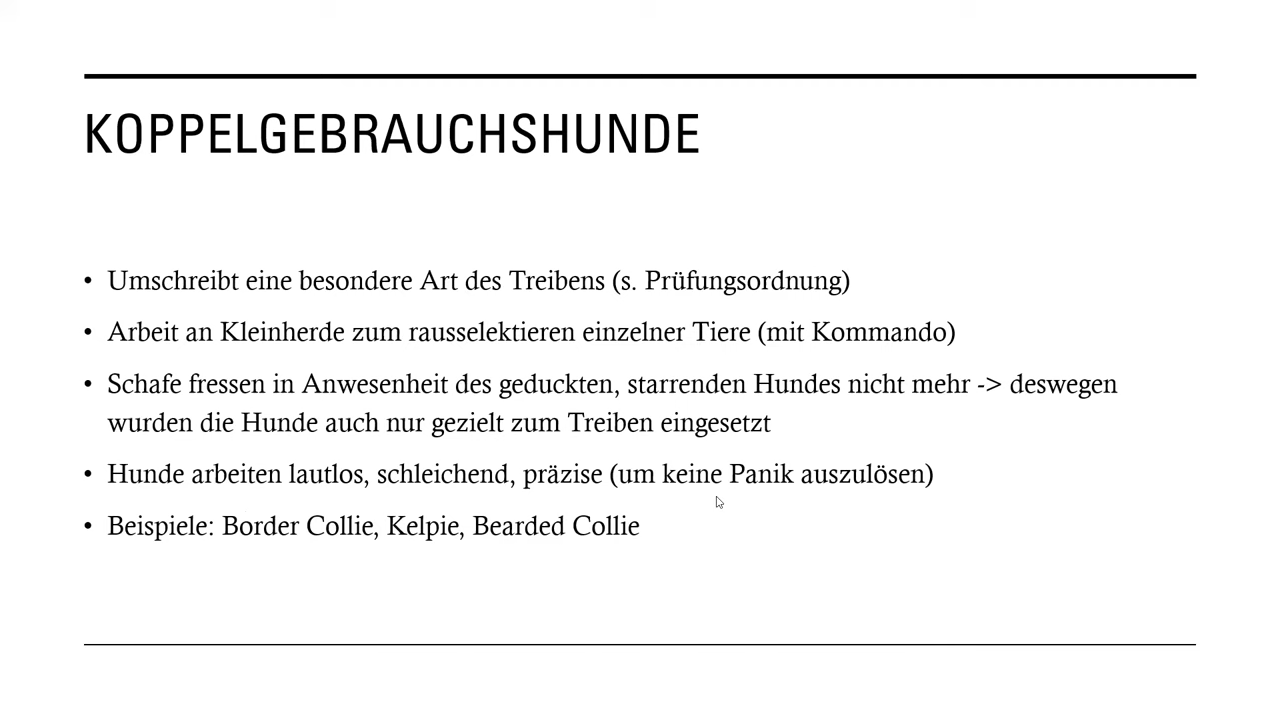 KOPPELGEBRAUCHSHUNDE
• Umschreibt eine besondere Art des Treibens (s. Prüfungsordnung)
• Arbeit an Kleinherde zum rausselektieren einzelner Tiere (mit Kommando)
• Schafe fressen in Anwesenheit des geduckten, starrenden Hundes nicht mehr -> deswegen
wurden die Hunde auch nur gezielt zum Treiben eingesetzt
• Hunde arbeiten lautlos, schleichend, präzise (um keine Panik auszulösen)
• Beispiele: Border Collie, Kelpie, Bearded Collie